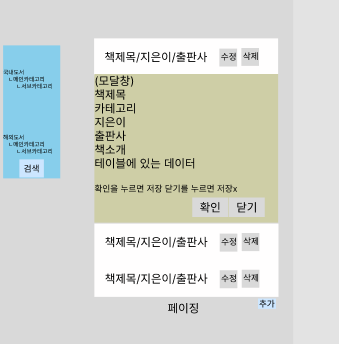 국내도서
ㄴ메인카테고리
ㄴ서브카테고리
해외도서
ㄴ메인카테고리
ㄴ서브카테고리
검색
책제목/지은이/출판사 수정 삭제
(모달창)
책제목
카테고리
지은이
출판사
책소개
테이블에 있는 데이터
확인을 누르면 저장 닫기를 누르면 저장x
확인 닫기
책제목/지은이/출판사 수정 삭제
책제목/지은이/출판사 수정 삭제
페이징 추가